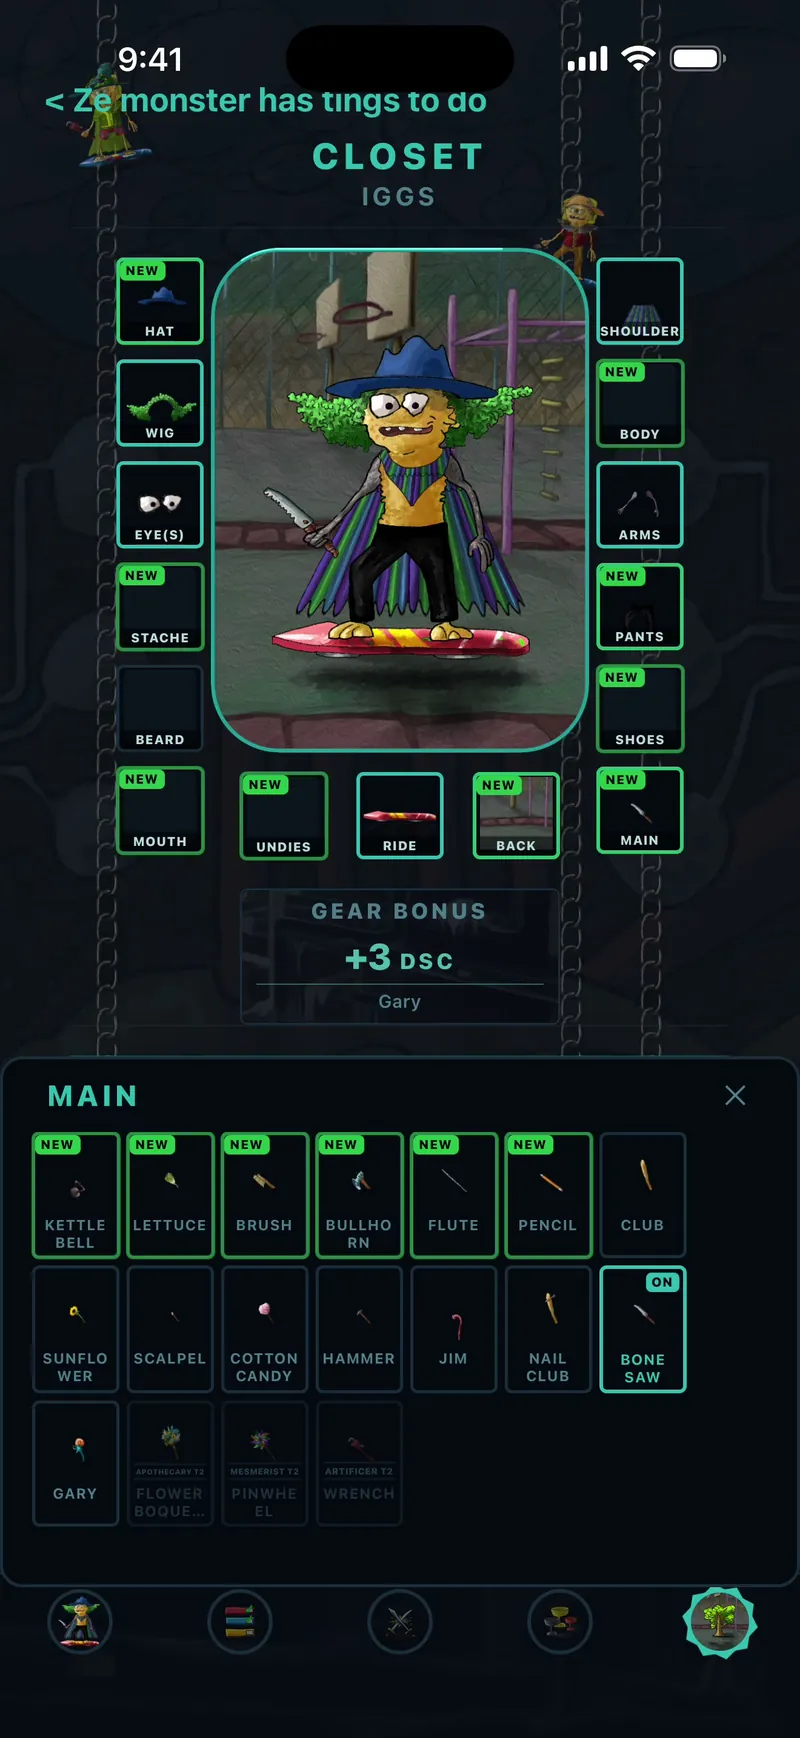 9:41
< Ze monster has tings to do
CLOSET
IGGS
NEW
HAT
WIG
EYE(S)
NEW
STACHE
BEARD
NEW
MOUTH
SHOULDER
NEW
BODY
ARMS
NEW
PANTS
NEW
SHOES
NEW
MAIN
NEW
UNDIES
RIDE
NEW
BACK
GEAR BONUS
+3 DSC
Gary
MAIN
NEW
KETTLE
BELL
NEW
LETTUCE
NEW
BRUSH
NEW
BULLHO
RN
NEW
FLUTE
NEW
PENCIL
CLUB
SUNFLO
WER
SCALPEL
COTTON
CANDY
HAMMER
JIM
NAIL
CLUB
ON
BONE
SAW
GARY
APOTHECARY T2
FLOWER
BOQUE...
MESMERIST T2
PINWHE
EL
ARTIFICER T2
WRENCH